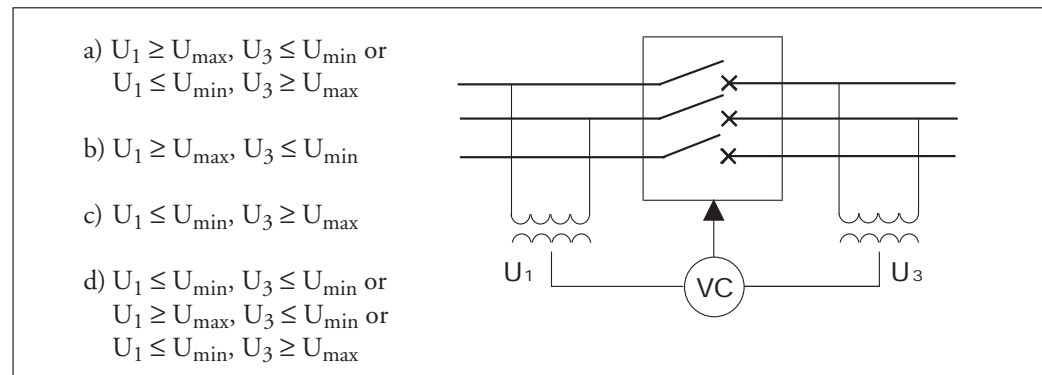 a) U₁ ≥ Uₘₐₓ, U₃ ≤ Uₘᵢₙ or
U₁ ≤ Uₘᵢₙ, U₃ ≥ Uₘₐₓ
b) U₁ ≥ Uₘₐₓ, U₃ ≤ Uₘᵢₙ
c) U₁ ≤ Uₘᵢₙ, U₃ ≥ Uₘₐₓ
d) U₁ ≤ Uₘᵢₙ, U₃ ≤ Uₘᵢₙ or
U₁ ≥ Uₘₐₓ, U₃ ≤ Uₘᵢₙ or
U₁ ≤ Uₘᵢₙ, U₃ ≥ Uₘₐₓ
U₁ VC U₃